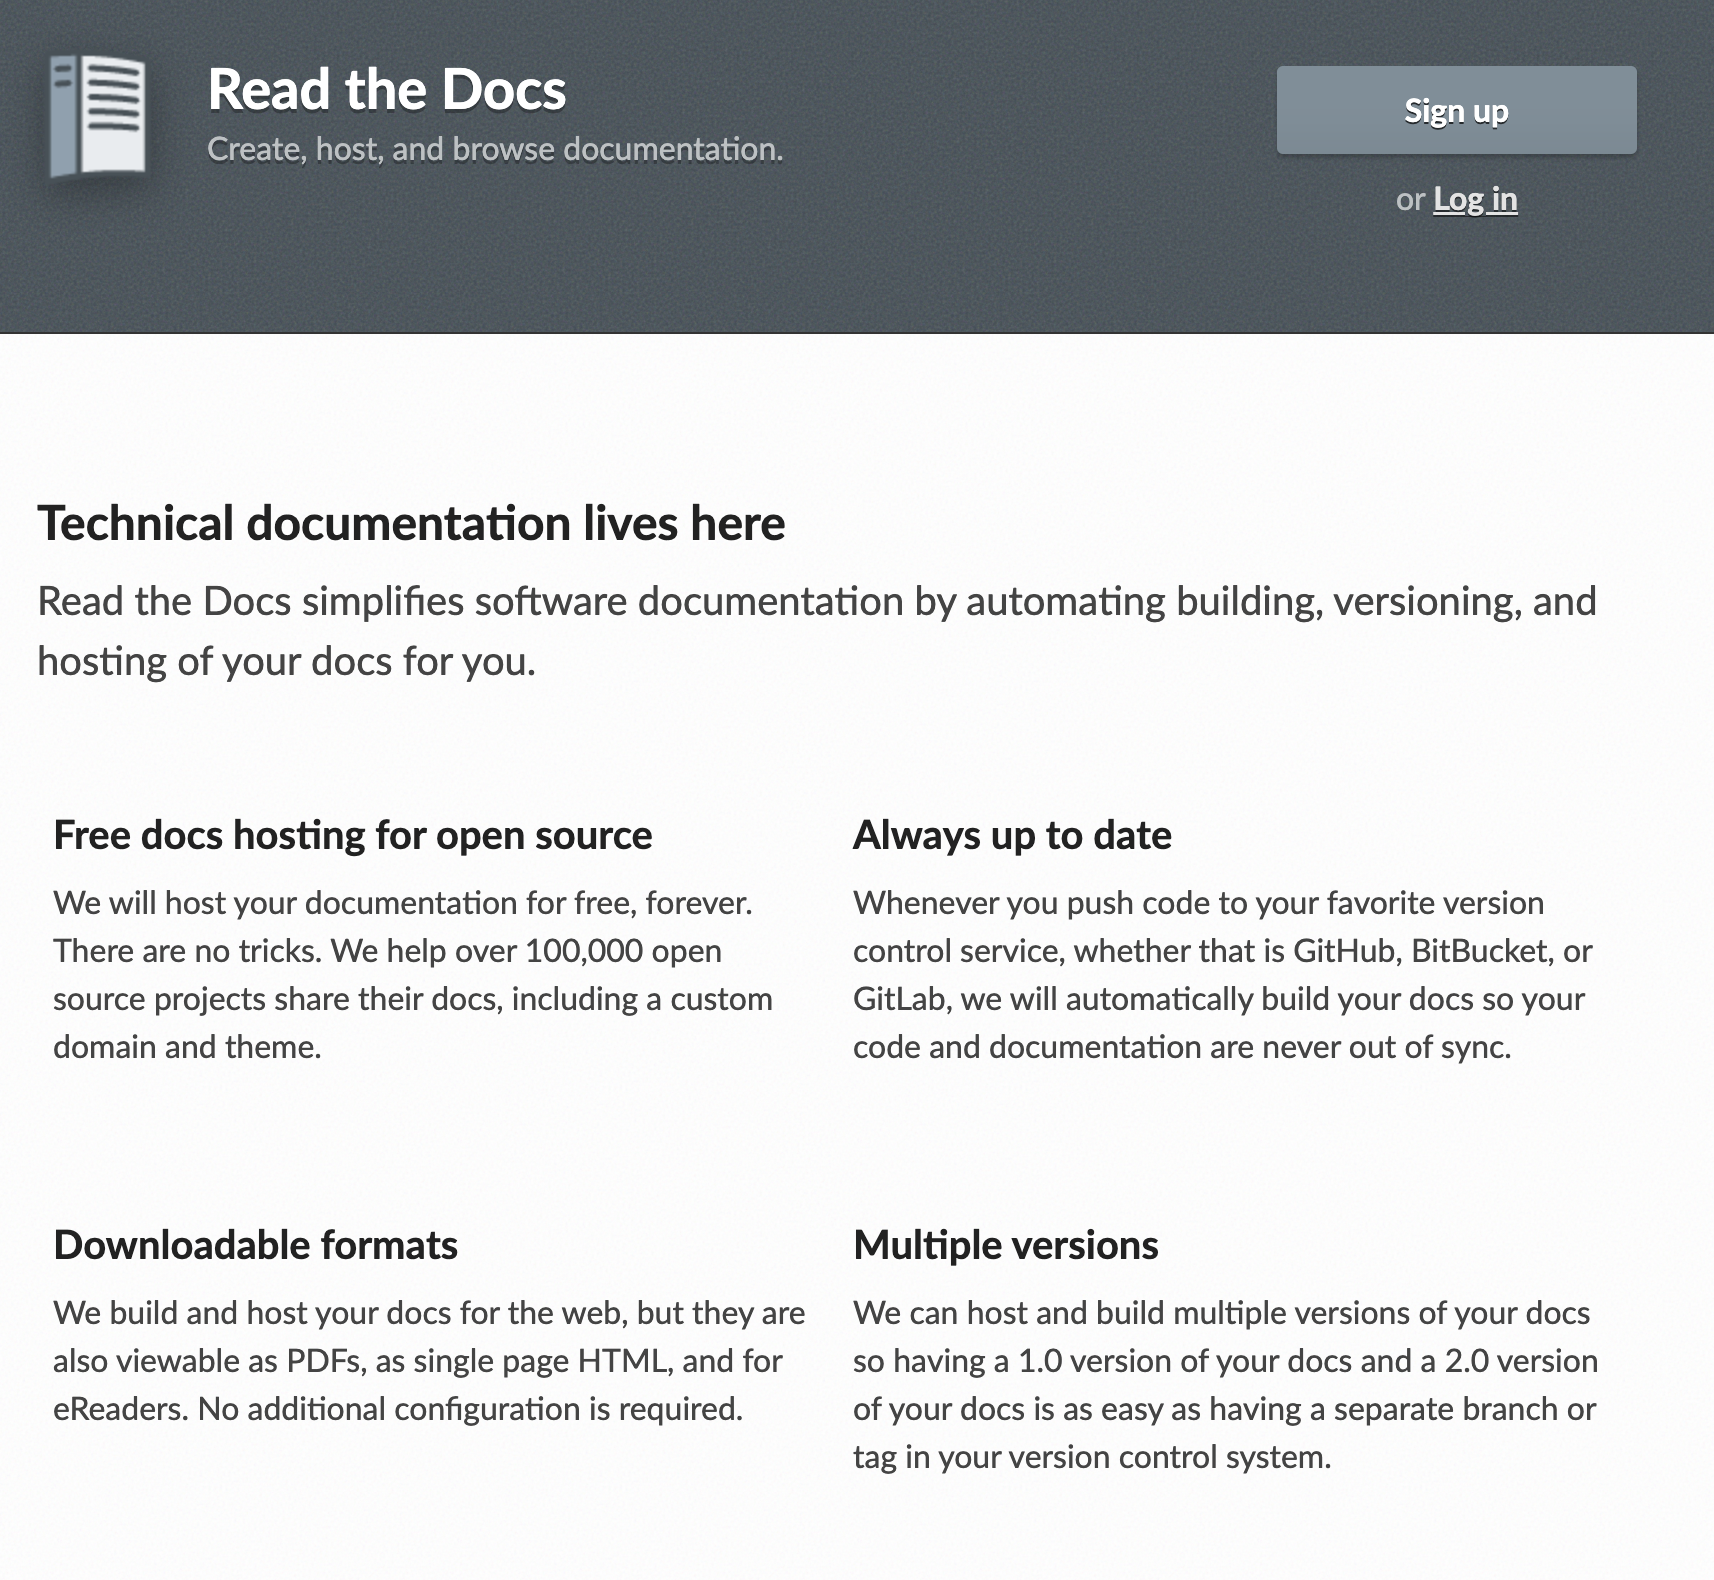 Read the Docs
Create, host, and browse documentation.
Sign up
or Log in
Technical documentation lives here
Read the Docs simplifies software documentation by automating building, versioning, and
hosting of your docs for you.
Free docs hosting for open source
We will host your documentation for free, forever.
There are no tricks. We help over 100,000 open
source projects share their docs, including a custom
domain and theme.
Always up to date
Whenever you push code to your favorite version
control service, whether that is GitHub, BitBucket, or
GitLab, we will automatically build your docs so your
code and documentation are never out of sync.
Downloadable formats
We build and host your docs for the web, but they are
also viewable as PDFs, as single page HTML, and for
eReaders. No additional configuration is required.
Multiple versions
We can host and build multiple versions of your docs
so having a 1.0 version of your docs and a 2.0 version
of your docs is as easy as having a separate branch or
tag in your version control system.